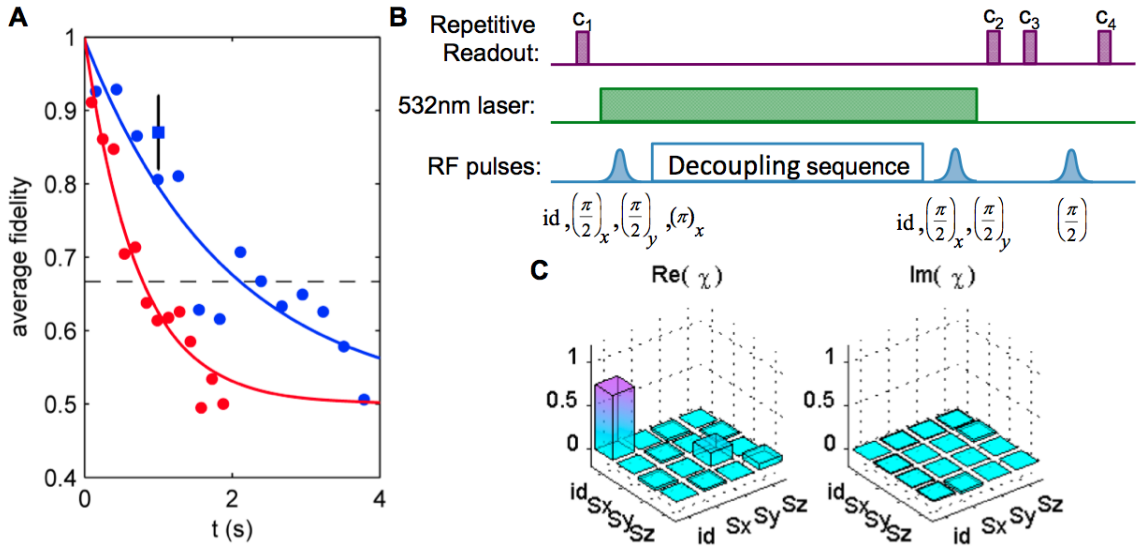 A
1
0.9
0.8
0.7
0.6
0.5
0.4
average fidelity
0 2 4
t (s)
B
Repetitive
Readout:
c1 c2 c3 c4
532nm laser:
RF pulses:
Decoupling sequence
id ,(π/2)x ,(π/2)y ,(π)x
id ,(π/2)x ,(π/2)y
(π/2)
C
Re( χ )
1
0.5
0
id Sx Sy Sz
id Sx Sy Sz
Im( χ )
1
0.5
0
id Sx Sy Sz
id Sx Sy Sz